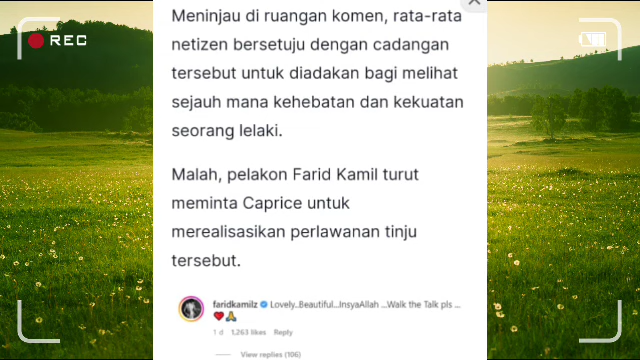 REC
Meninjau di ruangan komen, rata-rata
netizen bersetuju dengan cadangan
tersebut untuk diadakan bagi melihat
sejauh mana kehebatan dan kekuatan
seorang lelaki.
Malah, pelakon Farid Kamil turut
meminta Caprice untuk
merealisasikan perlawanan tinju
tersebut.
faridkamilz Lovely..Beautiful...InsyaAllah ...Walk the Talk pls ...
❤️🙏
1 d 1,263 likes Reply
View replies (106)